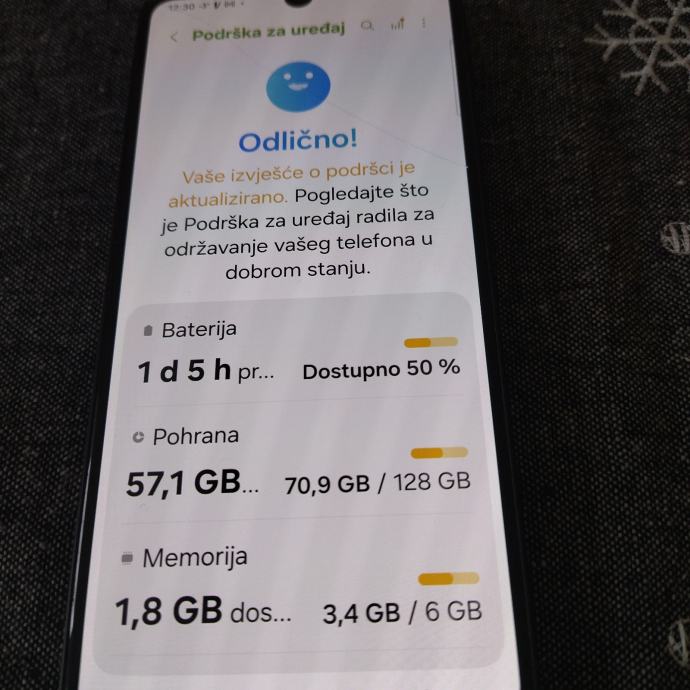 12:30
Podrška za uređaj
Odlično!
Vaše izvješće o podršci je
aktualizirano. Pogledajte što
je Podrška za uređaj radila za
održavanje vašeg telefona u
dobrom stanju.
Baterija
1 d 5 h pr... Dostupno 50 %
Pohrana
57,1 GB... 70,9 GB / 128 GB
Memorija
1,8 GB dos... 3,4 GB / 6 GB